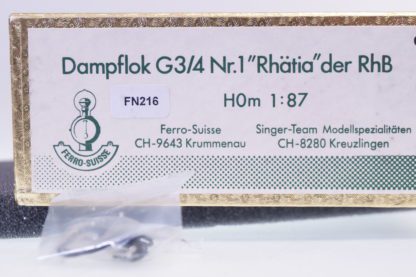 Dampflok G3/4 Nr.1"Rhätia"der RhB
FN216
H0m 1:87
Ferro-Suisse
CH-9643 Krummenau
Singer-Team Modellspezialitäten
CH-8280 Kreuzlingen
FERRO-SUISSE